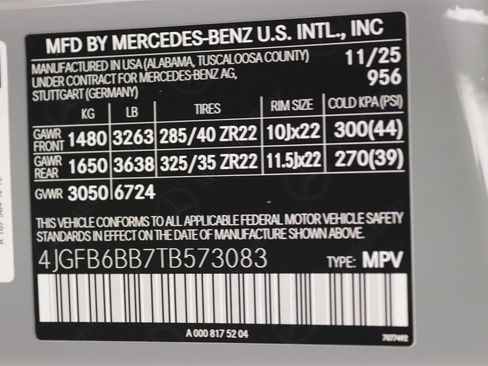 MFD BY MERCEDES-BENZ U.S. INTL., INC
MANUFACTURED IN USA (ALABAMA, TUSCALOOSA COUNTY) 11/25
UNDER CONTRACT FOR MERCEDES-BENZ AG, 956
STUTTGART (GERMANY)
KG LB TIRES RIM SIZE COLD KPA (PSI)
GAWR FRONT 1480 3263 285/40 ZR22 10Jx22 300(44)
GAWR REAR 1650 3638 325/35 ZR22 11.5Jx22 270(39)
GVWR 3050 6724
THIS VEHICLE CONFORMS TO ALL APPLICABLE FEDERAL MOTOR VEHICLE SAFETY
STANDARDS IN EFFECT ON THE DATE OF MANUFACTURE SHOWN ABOVE.
4JGFB6BB7TB573083 TYPE: MPV
A 000 817 52 04
7077492